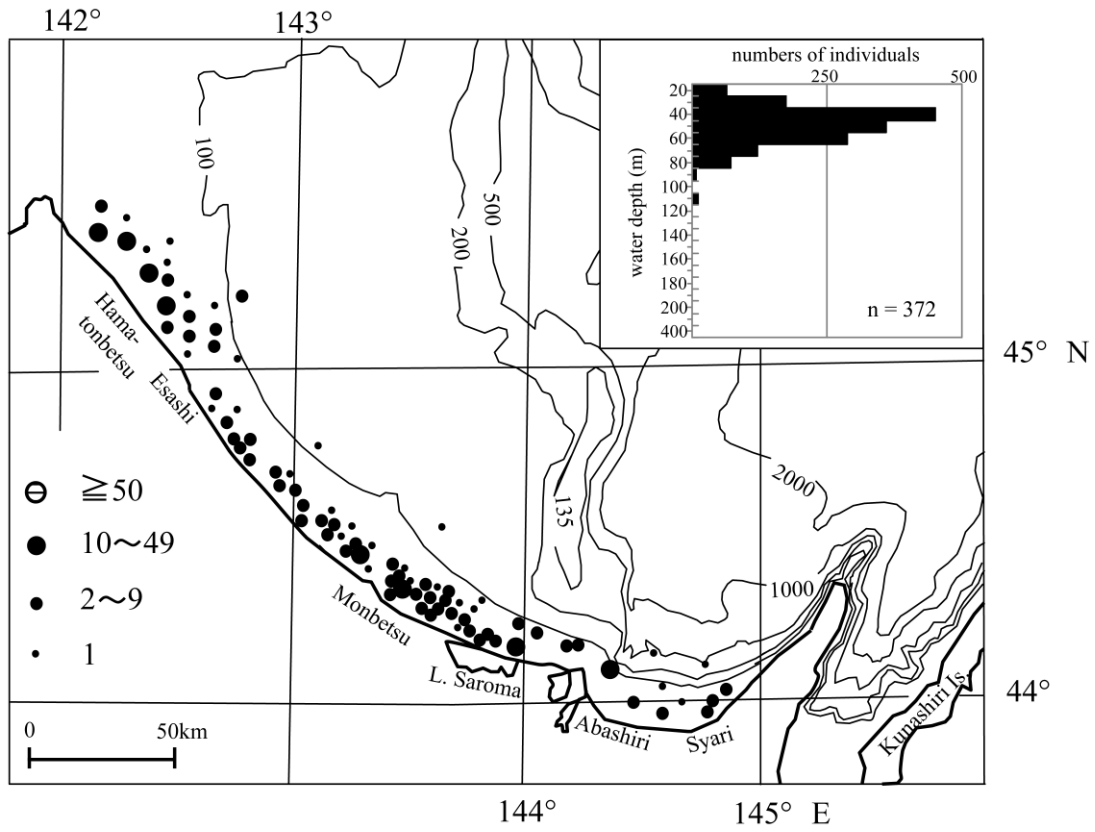 142°
143°
numbers of individuals
250
500
20
40
60
80
100
120
140
160
180
200
400
water depth (m)
n = 372
100
500
200
45° N
Hama-
tonbetsu
Esashi
2000
135
≧50
10〜49
2〜9
1
1000
Monbetsu
L. Saroma
44°
Kunashiri Is.
Abashiri
Syari
0
50km
144°
145° E